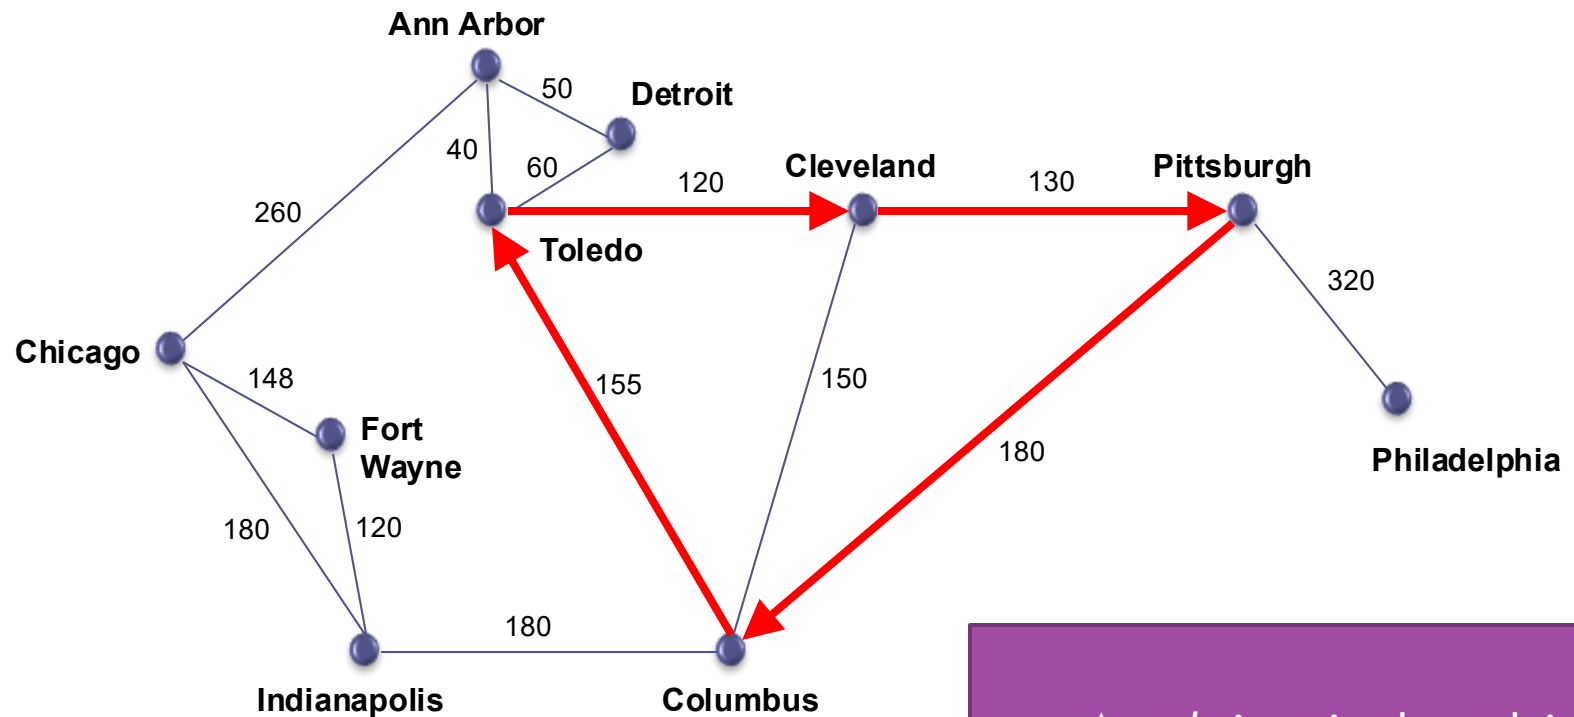 Ann Arbor
50
Detroit
40
60
Cleveland
Pittsburgh
120
130
260
Toledo
320
Chicago
148
155
150
Fort
Wayne
180
Philadelphia
180
120
180
Indianapolis
Columbus